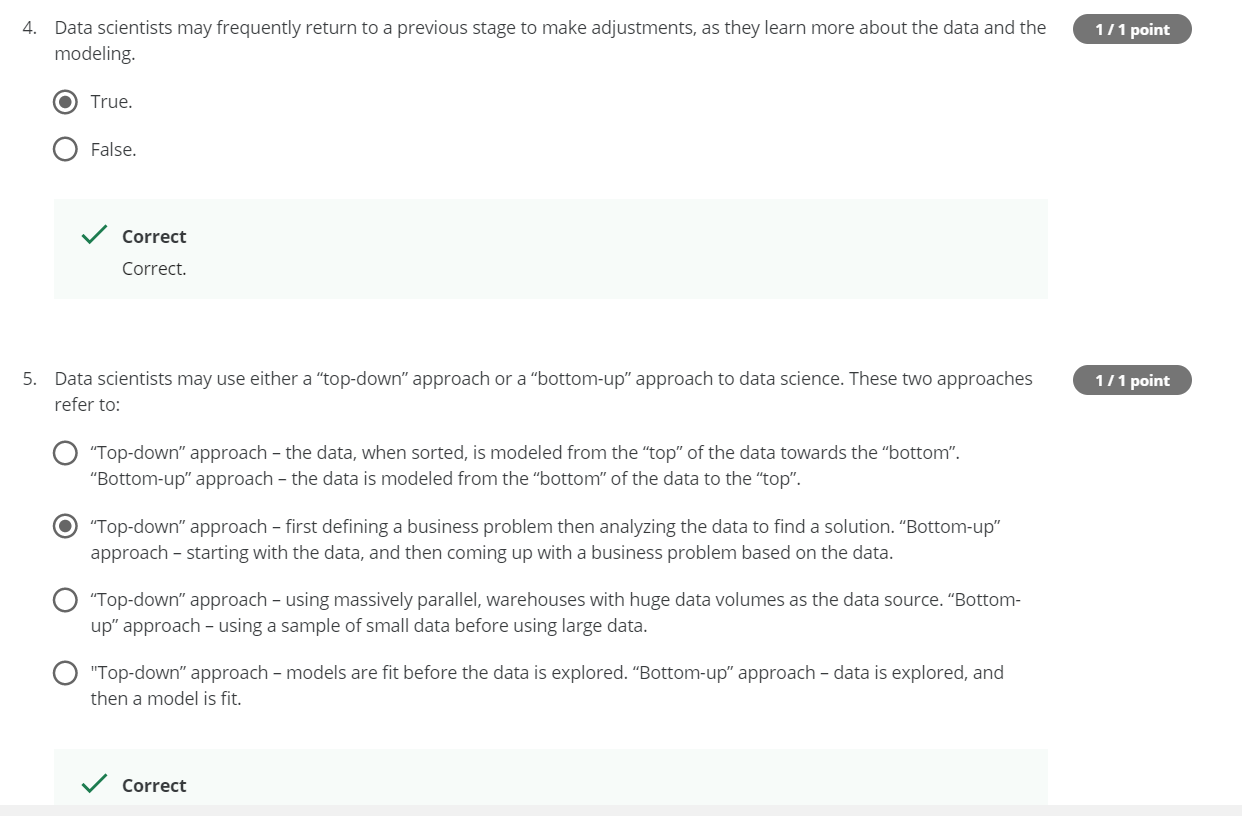 4. Data scientists may frequently return to a previous stage to make adjustments, as they learn more about the data and the
modeling.
1 / 1 point
True.
False.
Correct
Correct.
5. Data scientists may use either a “top-down” approach or a “bottom-up” approach to data science. These two approaches
refer to:
1 / 1 point
“Top-down” approach – the data, when sorted, is modeled from the “top” of the data towards the “bottom”.
“Bottom-up” approach – the data is modeled from the “bottom” of the data to the “top”.
“Top-down” approach – first defining a business problem then analyzing the data to find a solution. “Bottom-up”
approach – starting with the data, and then coming up with a business problem based on the data.
“Top-down” approach – using massively parallel, warehouses with huge data volumes as the data source. “Bottom-
up” approach – using a sample of small data before using large data.
"Top-down” approach – models are fit before the data is explored. “Bottom-up” approach – data is explored, and
then a model is fit.
Correct